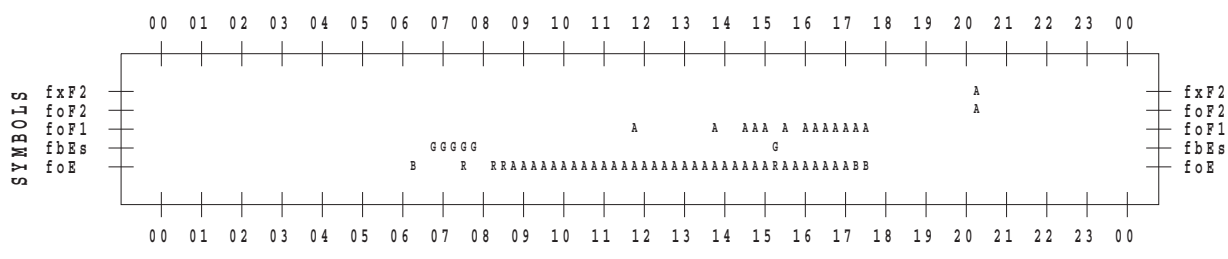 00 01 02 03 04 05 06 07 08 09 10 11 12 13 14 15 16 17 18 19 20 21 22 23 00
SYMBOLS
fxF2 A fxF2
foF2 A foF2
foF1 A A AAA A AAAAAAA foF1
fbEs GGGGG G fbEs
foE B R RRAAAAAAAAAAAAAAAAAAAAAAAAAARAAAAAAABB foE
00 01 02 03 04 05 06 07 08 09 10 11 12 13 14 15 16 17 18 19 20 21 22 23 00